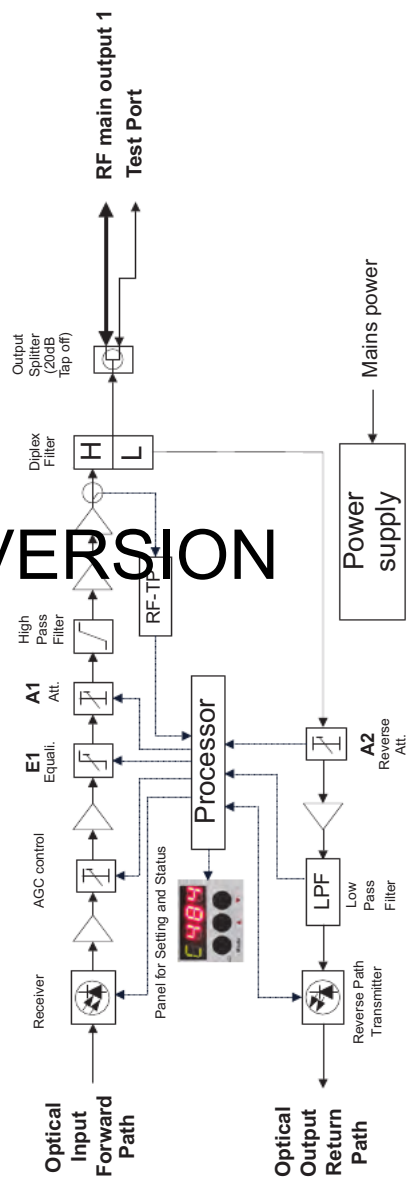 RF main output 1
Test Port
Output
Splitter
(20dB
Tap off)
Diplex
Filter
H
L
Mains power
Power
supply
VERSION
RF-TP
High
Pass
Filter
A1
Att.
E1
Equali.
AGC control
Receiver
Processor
A2
Reverse
Att.
C484
Panel for Setting and Status
LPF
Low
Pass
Filter
Reverse Path
Transmitter
Optical
Input
Forward
Path
Optical
Output
Return
Path